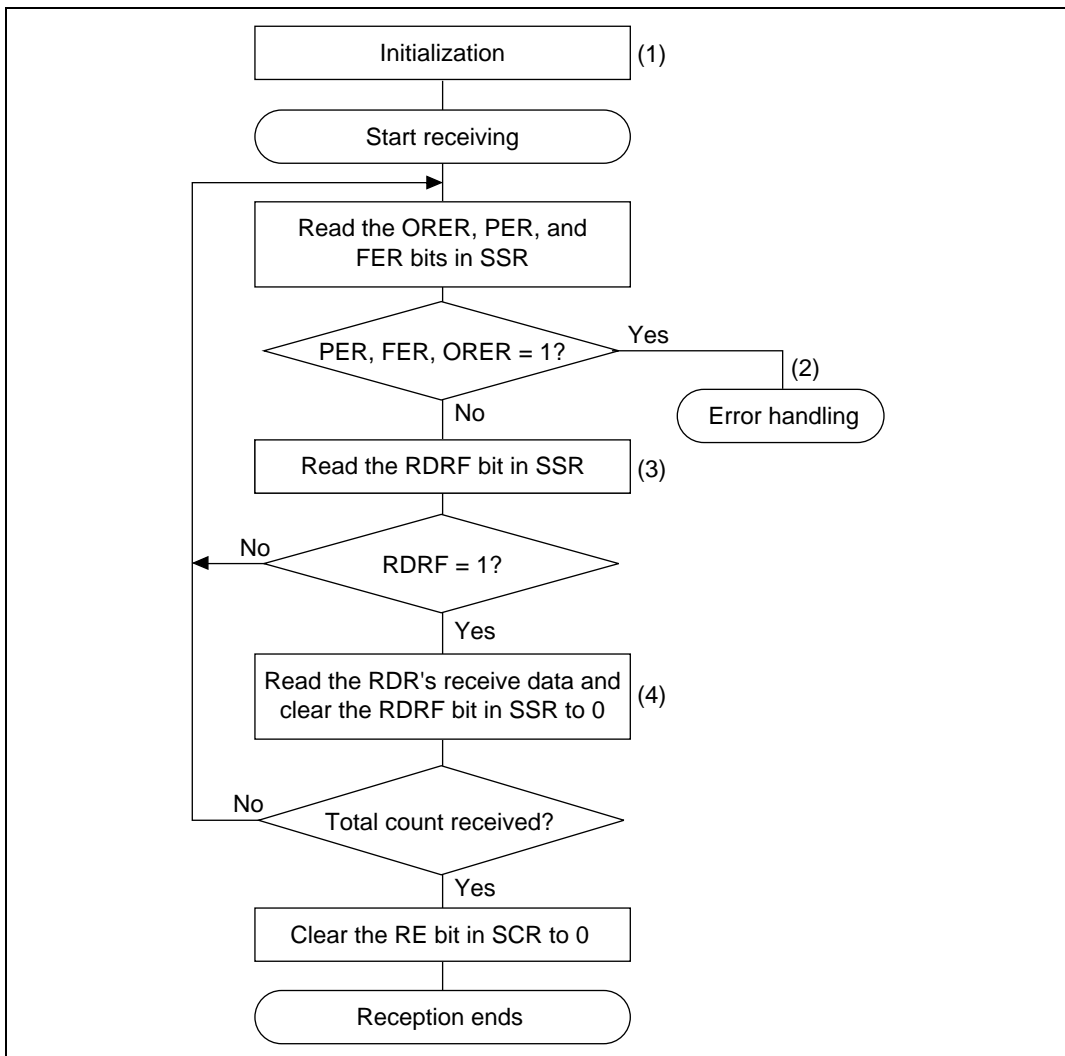 Initialization
(1)
Start receiving
Read the ORER, PER, and
FER bits in SSR
PER, FER, ORER = 1?
Yes
(2)
Error handling
No
Read the RDRF bit in SSR
(3)
No
RDRF = 1?
Yes
Read the RDR's receive data and
clear the RDRF bit in SSR to 0
(4)
No
Total count received?
Yes
Clear the RE bit in SCR to 0
Reception ends